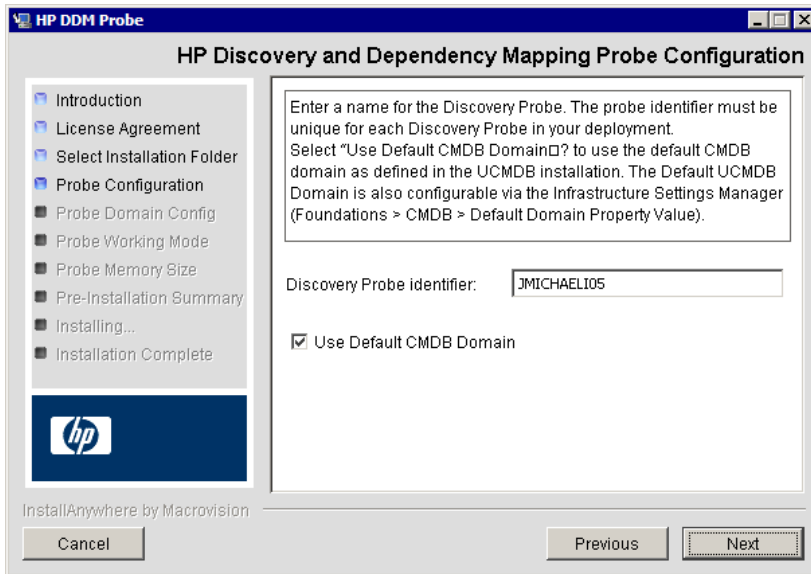 HP DDM Probe
HP Discovery and Dependency Mapping Probe Configuration
Introduction
License Agreement
Select Installation Folder
Probe Configuration
Probe Domain Config
Probe Working Mode
Probe Memory Size
Pre-Installation Summary
Installing...
Installation Complete
Enter a name for the Discovery Probe. The probe identifier must be
unique for each Discovery Probe in your deployment.
Select “Use Default CMDB Domain□? to use the default CMDB
domain as defined in the UCMDB installation. The Default UCMDB
Domain is also configurable via the Infrastructure Settings Manager
(Foundations > CMDB > Default Domain Property Value).
Discovery Probe identifier:
JMICHAELI05
Use Default CMDB Domain
hp
InstallAnywhere by Macrovision
Cancel
Previous
Next